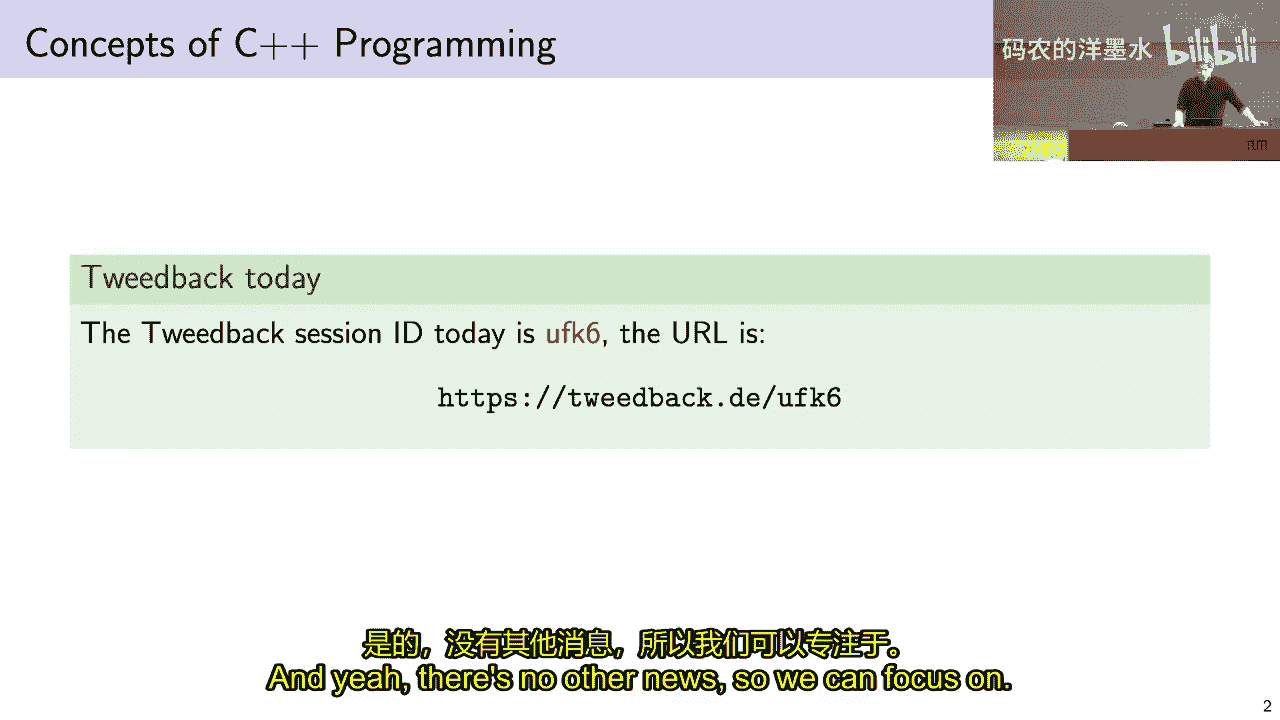 Concepts of C++ Programming
码农的洋墨水 bilibili
Tweedback today
The Tweedback session ID today is ufk6, the URL is:
https://tweedback.de/ufk6
是的，没有其他消息，所以我们可以专注于。
And yeah, there's no other news, so we can focus on.
2